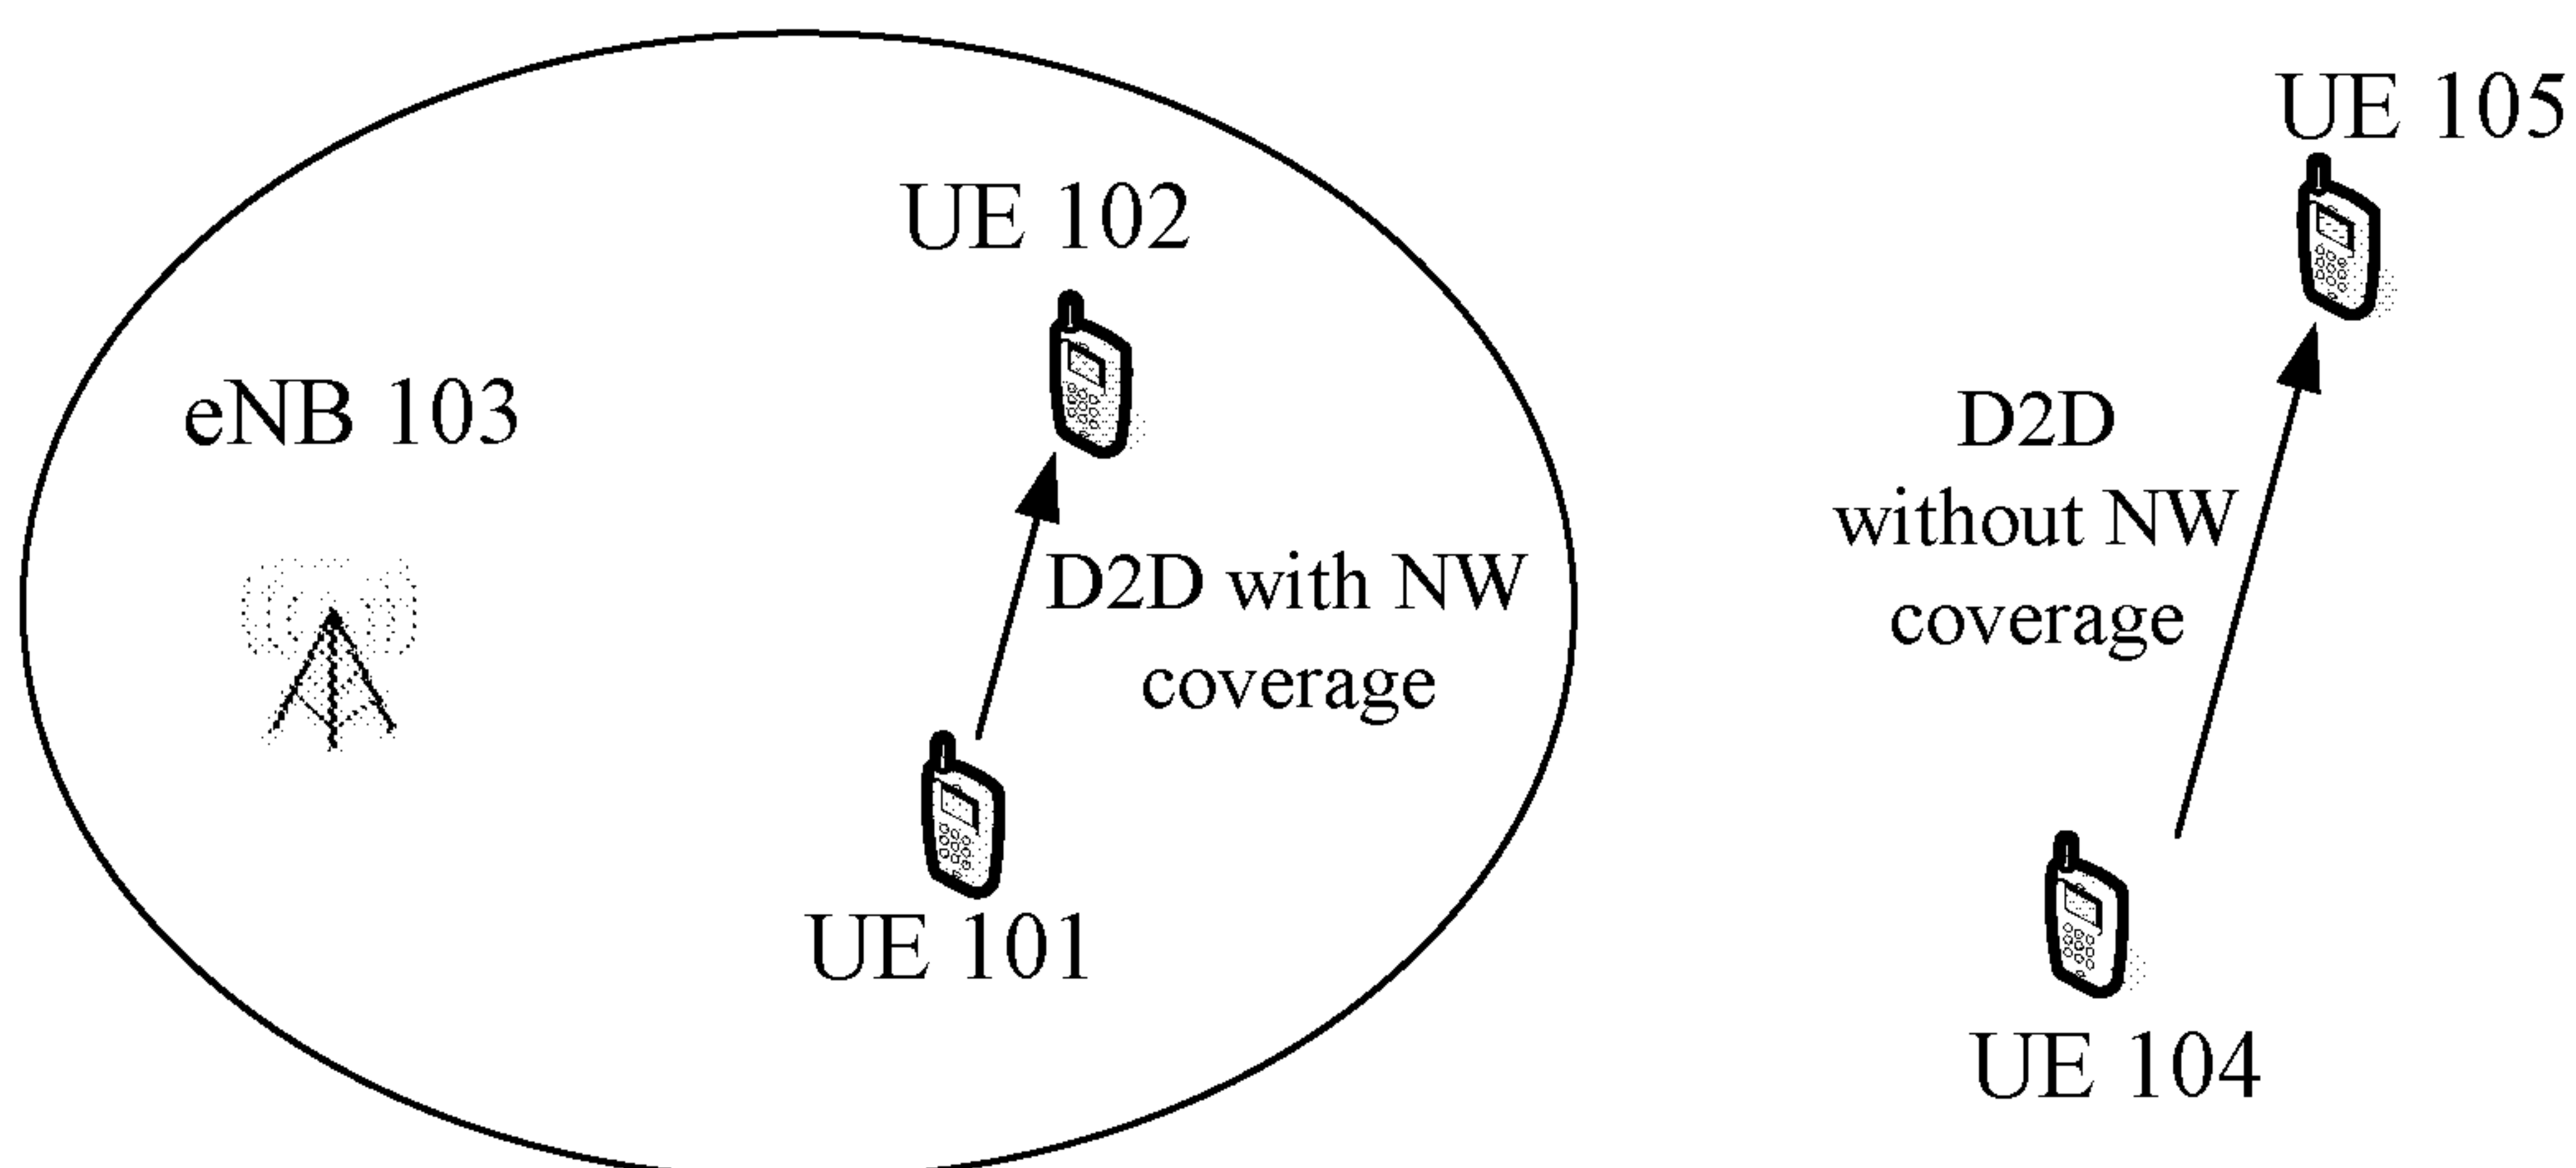 UE 105
UE 102
eNB 103
D2D
without NW
coverage
D2D with NW
coverage
UE 101
UE 104